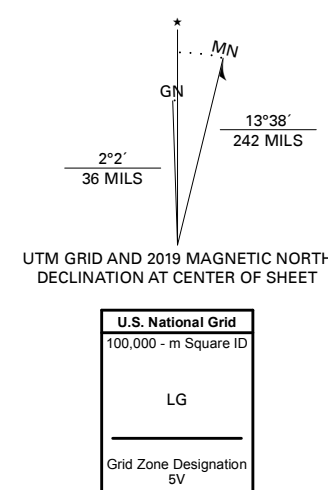 ★
MN
GN
13°38´
242 MILS
2°2´
36 MILS
UTM GRID AND 2019 MAGNETIC NORTH
DECLINATION AT CENTER OF SHEET
U.S. National Grid
100,000 - m Square ID
LG
Grid Zone Designation
5V